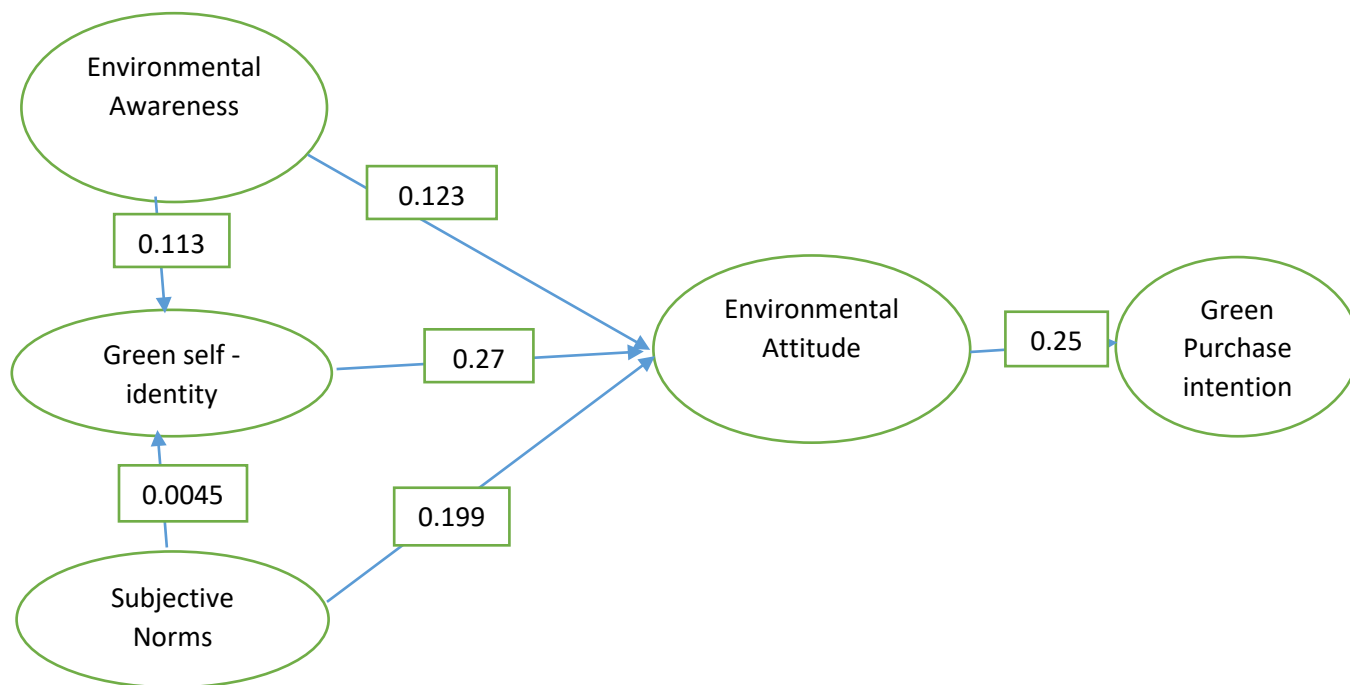 Environmental
Awareness
0.123
0.113
Green self -
identity
0.27
Environmental
Attitude
0.25
Green
Purchase
intention
0.0045
0.199
Subjective
Norms